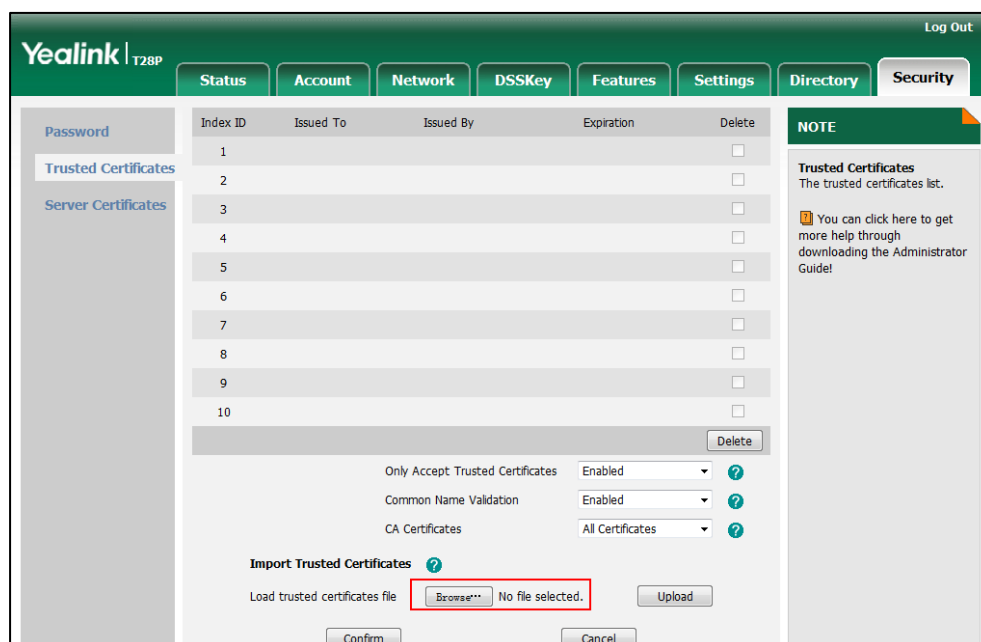 Log Out
Yealink | T28P
Status Account Network DSSKey Features Settings Directory Security
Password
Trusted Certificates
Server Certificates
Index ID Issued To Issued By Expiration Delete
1
2
3
4
5
6
7
8
9
10
Delete
Only Accept Trusted Certificates Enabled
Common Name Validation Enabled
CA Certificates All Certificates
Import Trusted Certificates ?
Load trusted certificates file Browse... No file selected. Upload
Confirm Cancel
NOTE
Trusted Certificates
The trusted certificates list.
You can click here to get
more help through
downloading the Administrator
Guide!